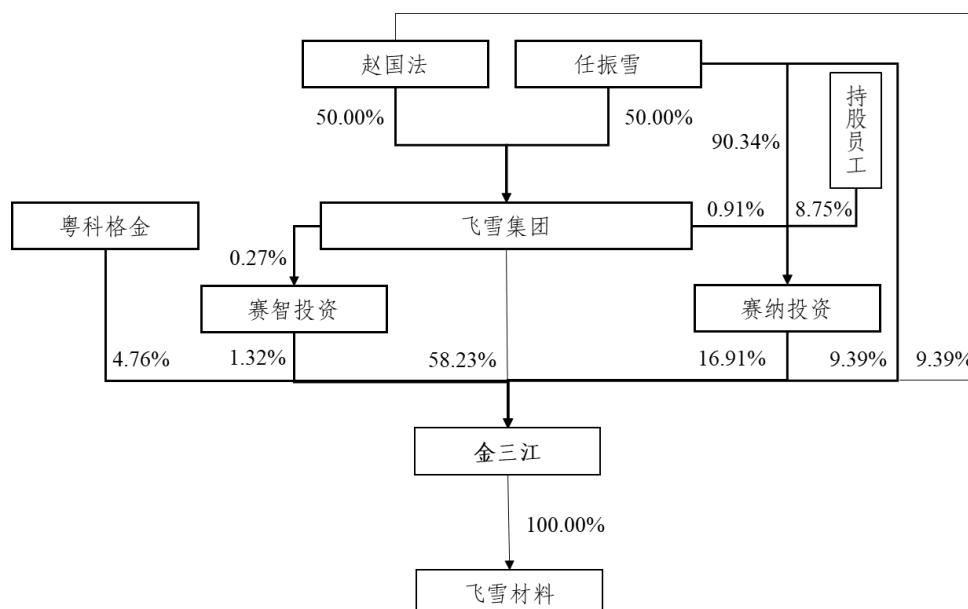 赵国法
任振雪
持股员工
50.00%
50.00%
90.34%
粤科格金
飞雪集团
0.91%
8.75%
0.27%
赛智投资
赛纳投资
4.76%
1.32%
58.23%
16.91%
9.39%
9.39%
金三江
100.00%
飞雪材料